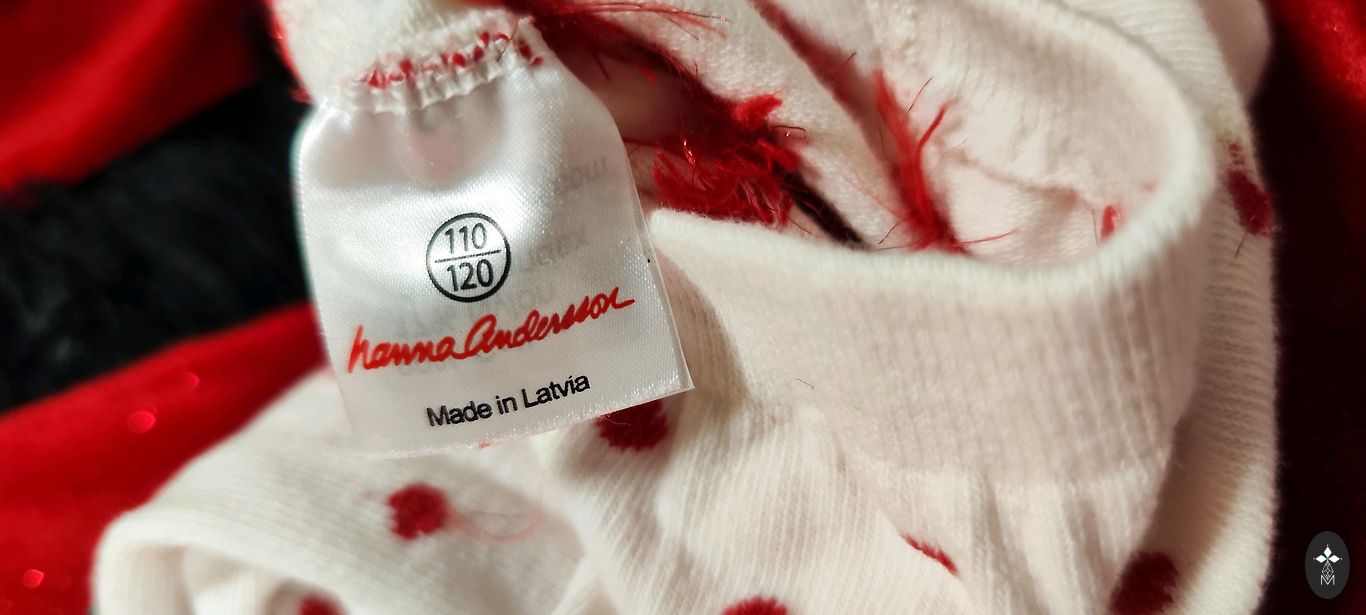 110
120
hanna Andersson
Made in Latvia
M